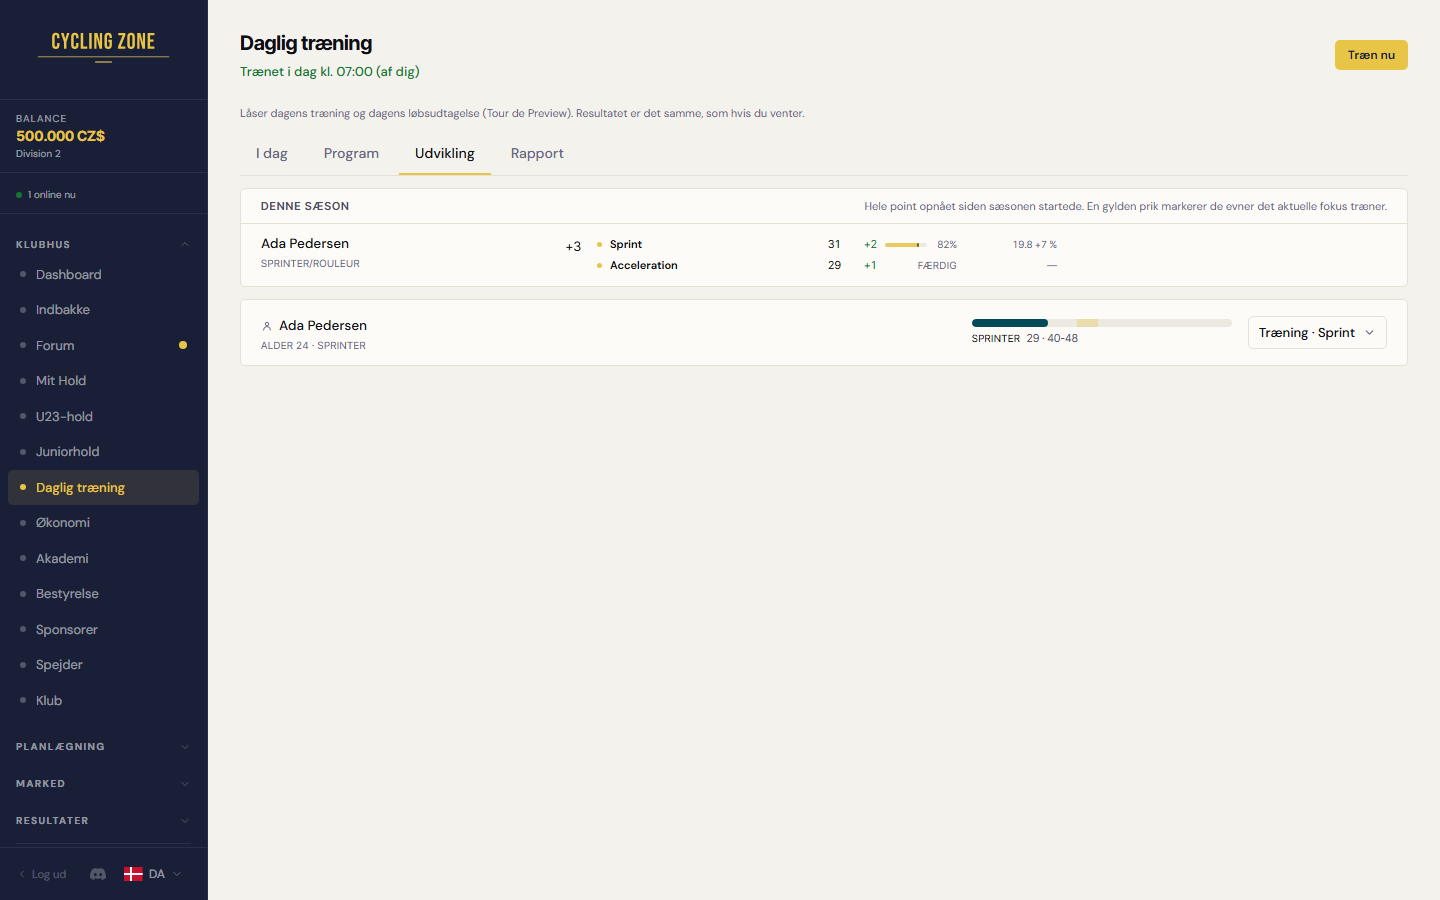 CYCLING ZONE
BALANCE
500.000 CZ$
Division 2
1 online nu
KLUBHUS
Dashboard
Indbakke
Forum
Mit Hold
U23-hold
Juniorhold
Daglig træning
Økonomi
Akademi
Bestyrelse
Sponsorer
Spejder
Klub
PLANLÆGNING
MARKED
RESULTATER
Log ud
DA
Daglig træning
Trænet i dag kl. 07:00 (af dig)
Træn nu
Låser dagens træning og dagens løbsudtagelse (Tour de Preview). Resultatet er det samme, som hvis du venter.
I dag Program Udvikling Rapport
DENNE SÆSON Hele point opnået siden sæsonen startede. En gylden prik markerer de evner det aktuelle fokus træner.
Ada Pedersen +3 Sprint 31 +2 82% 19.8 +7 %
SPRINTER/ROULEUR Acceleration 29 +1 FÆRDIG —
Ada Pedersen
ALDER 24 · SPRINTER
SPRINTER 29 · 40-48
Træning · Sprint